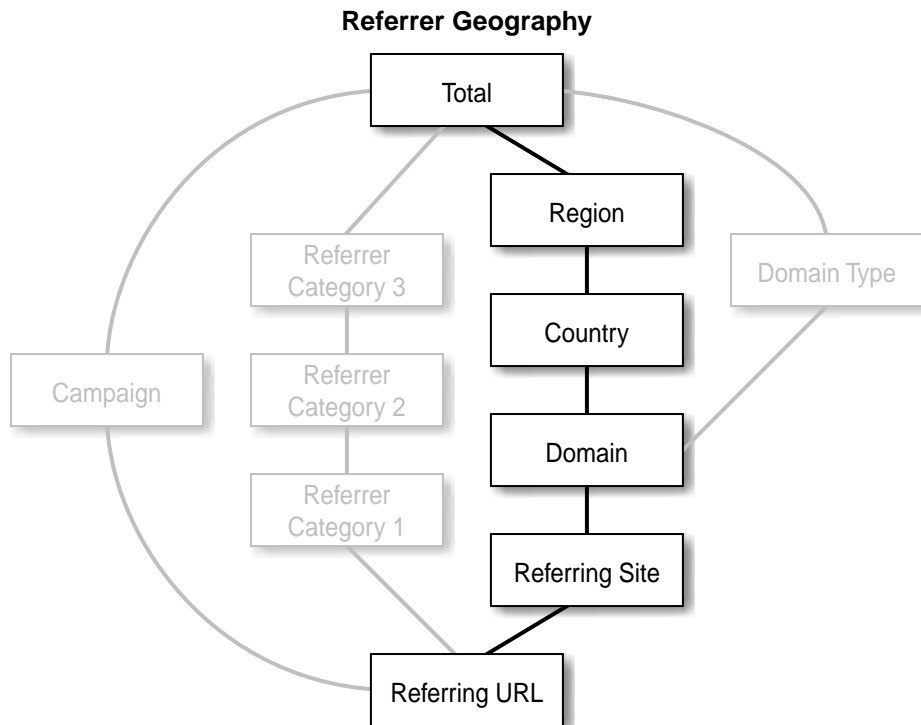 Referrer Geography
Total
Region
Referrer
Category 3
Domain Type
Country
Campaign
Referrer
Category 2
Domain
Referrer
Category 1
Referring Site
Referring URL